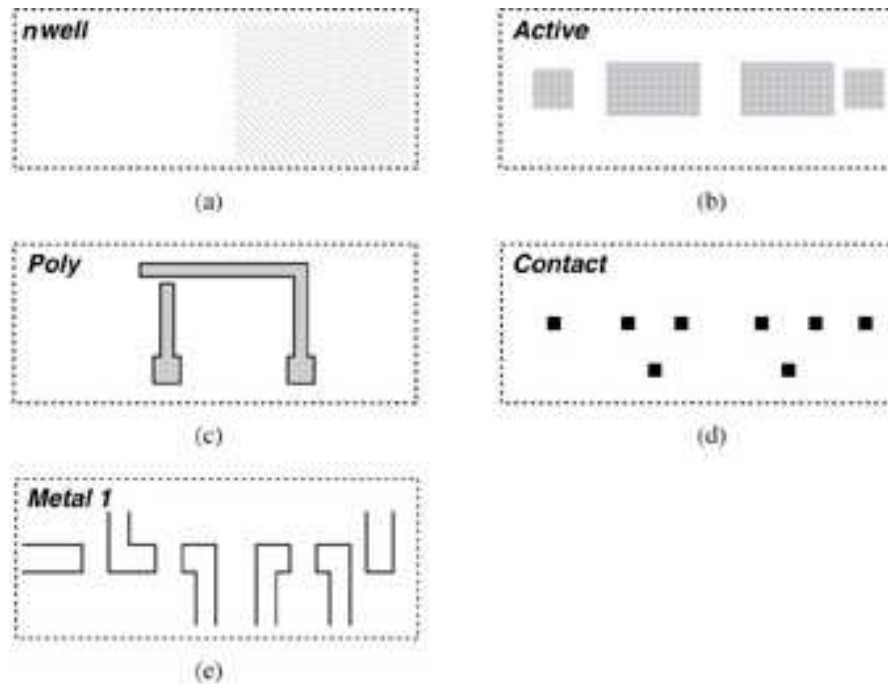 nwell
Active
(a)
(b)
Poly
Contact
(c)
(d)
Metal 1
(e)